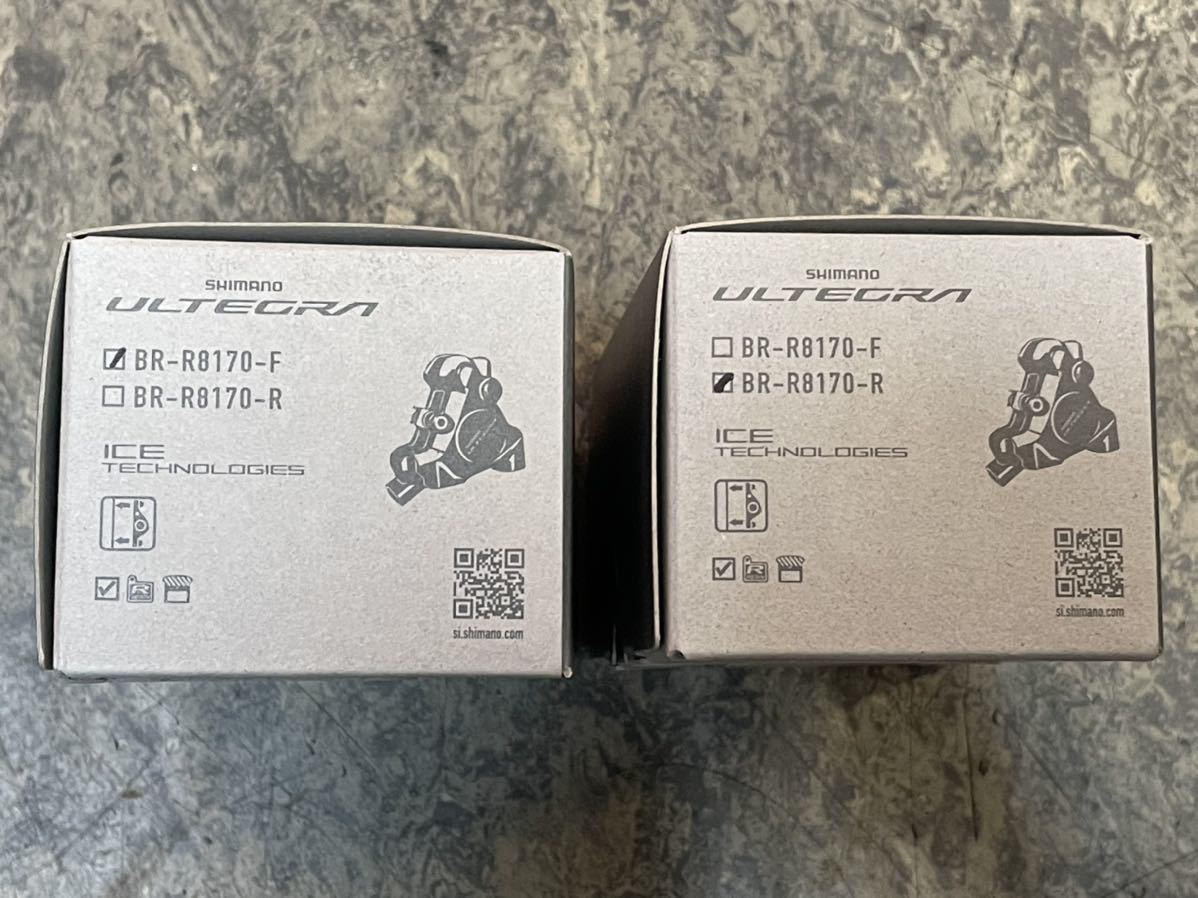 SHIMANO
ULTEGRA
BR-R8170-F
BR-R8170-R
ICE
TECHNOLOGIES
si.shimano.com
SHIMANO
ULTEGRA
BR-R8170-F
BR-R8170-R
ICE
TECHNOLOGIES
si.shimano.com